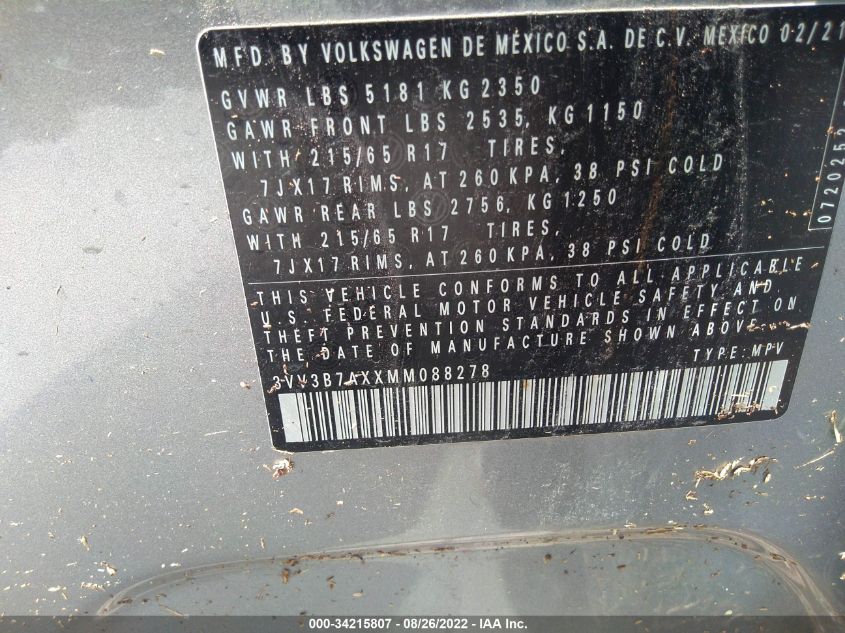 MFD. BY VOLKSWAGEN DE MEXICO S.A. DE C.V. MEXICO 02/21
GVWR LBS 5181 KG 2350
GAWR FRONT LBS 2535, KG 1150
WITH 215/65 R17 TIRES,
7JX17 RIMS, AT 260 KPA, 38 PSI COLD
GAWR REAR LBS 2756, KG 1250
WITH 215/65 R17 TIRES,
7JX17 RIMS, AT 260 KPA, 38 PSI COLD
THIS VEHICLE CONFORMS TO ALL APPLICABLE
U.S. FEDERAL MOTOR VEHICLE SAFETY AND
THEFT PREVENTION STANDARDS IN EFFECT ON
THE DATE OF MANUFACTURE SHOWN ABOVE.
TYPE: MPV
3VV3B7AXXMM088278
0720252
000-34215807 - 08/26/2022 - IAA Inc.